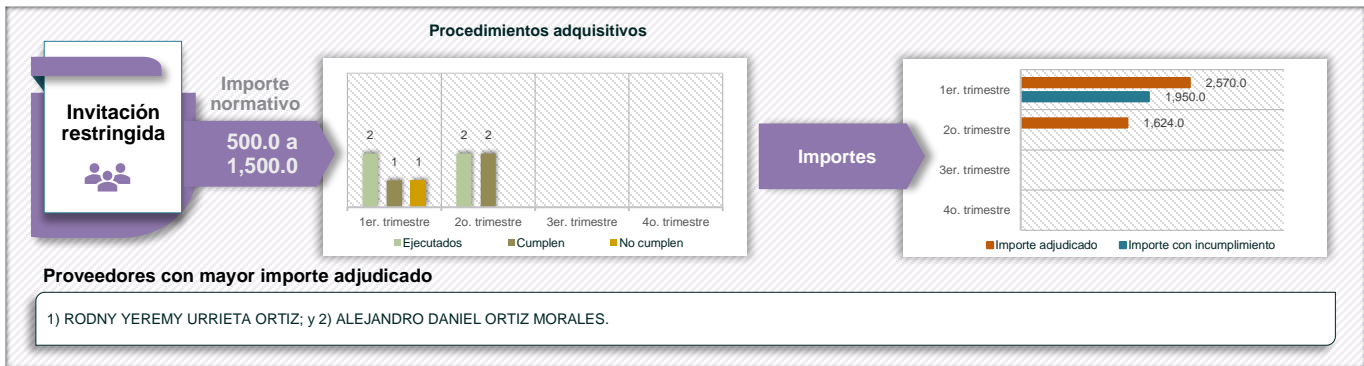 Procedimientos adquisitivos
Invitación
restringida
Importe
normativo
500.0 a
1,500.0
2
1
1
2
2
1er. trimestre
2o. trimestre
3er. trimestre
4o. trimestre
Ejecutados
Cumplen
No cumplen
Importes
1er. trimestre
2,570.0
1,950.0
2o. trimestre
1,624.0
3er. trimestre
4o. trimestre
Importe adjudicado
Importe con incumplimiento
Proveedores con mayor importe adjudicado
1) RODNY YEREMY URRIETA ORTIZ; y 2) ALEJANDRO DANIEL ORTIZ MORALES.